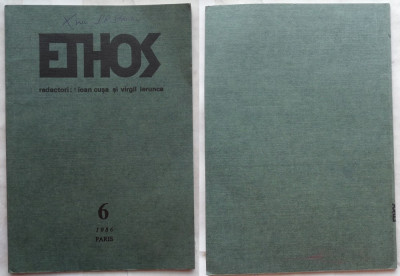 ETHOS
redactori: ioan cușa și virgil ierunca
6
PARIS